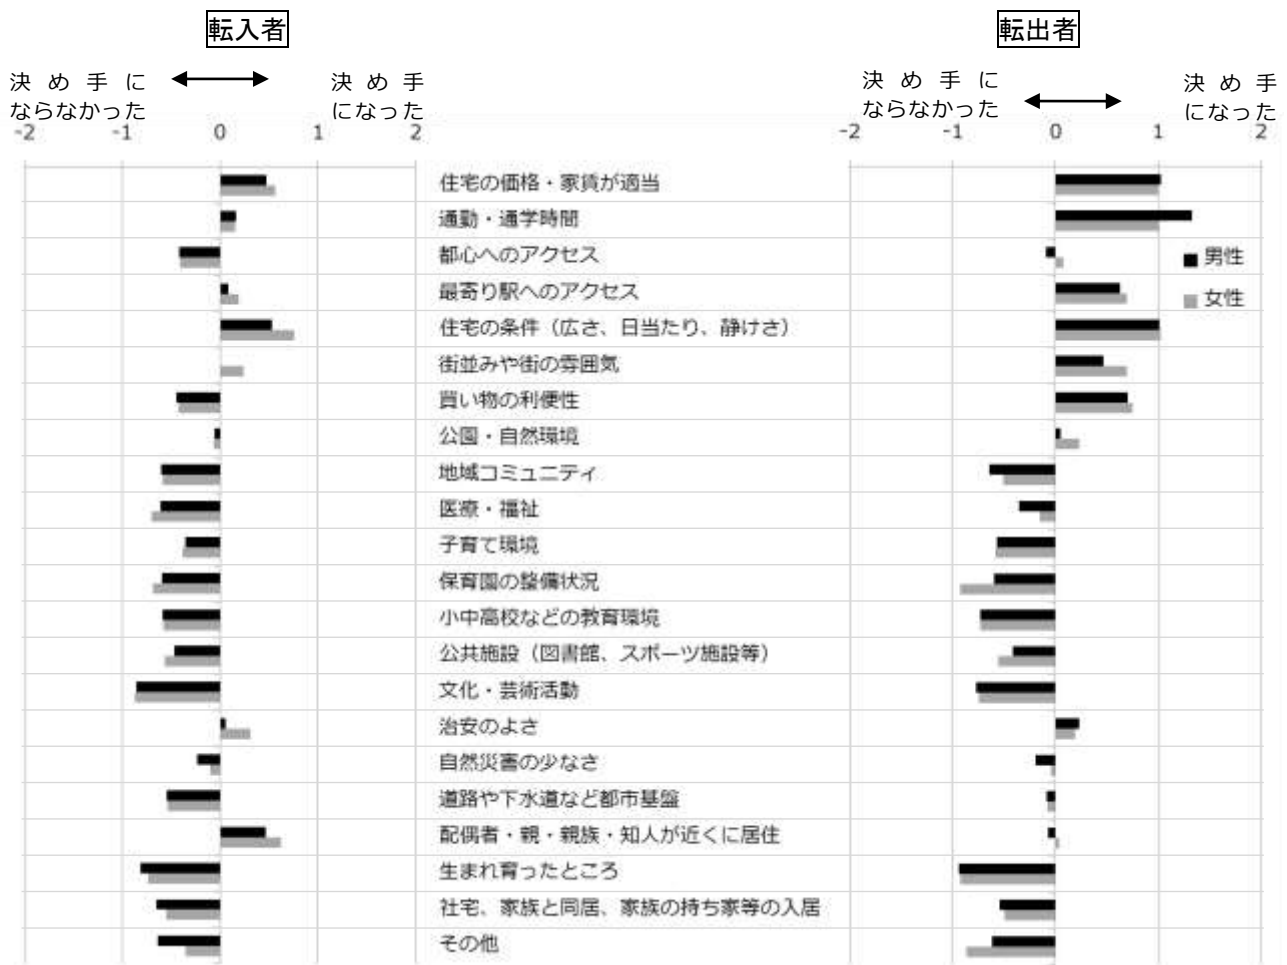 転入者
転出者
決め手に
ならなかった
決め手
になった
決め手に
ならなかった
決め手
になった
-2 -1 0 1 2
-2 -1 0 1 2
住宅の価格・家賃が適当
通勤・通学時間
都心へのアクセス
最寄り駅へのアクセス
住宅の条件（広さ、日当たり、静けさ）
街並みや街の雰囲気
買い物の利便性
公園・自然環境
地域コミュニティ
医療・福祉
子育て環境
保育園の整備状況
小中高校などの教育環境
公共施設（図書館、スポーツ施設等）
文化・芸術活動
治安のよさ
自然災害の少なさ
道路や下水道など都市基盤
配偶者・親・親族・知人が近くに居住
生まれ育ったところ
社宅、家族と同居、家族の持ち家等の入居
その他
男性
女性